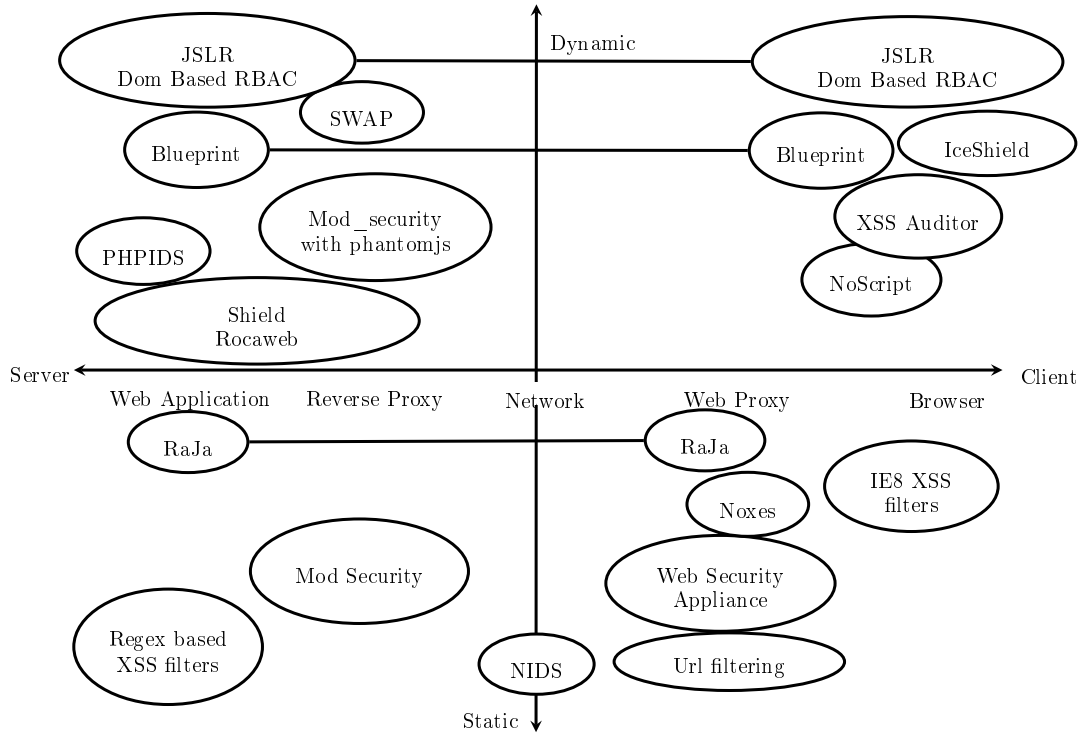 Dynamic
JSLR
Dom Based RBAC
JSLR
Dom Based RBAC
SWAP
Blueprint
Blueprint
IceShield
Mod_security
with phantomjs
XSS Auditor
PHPIDS
NoScript
Shield
Rocaweb
Server
Client
Web Application
Reverse Proxy
Network
Web Proxy
Browser
RaJa
RaJa
IE8 XSS
filters
Noxes
Mod Security
Web Security
Appliance
Regex based
XSS filters
NIDS
Url filtering
Static